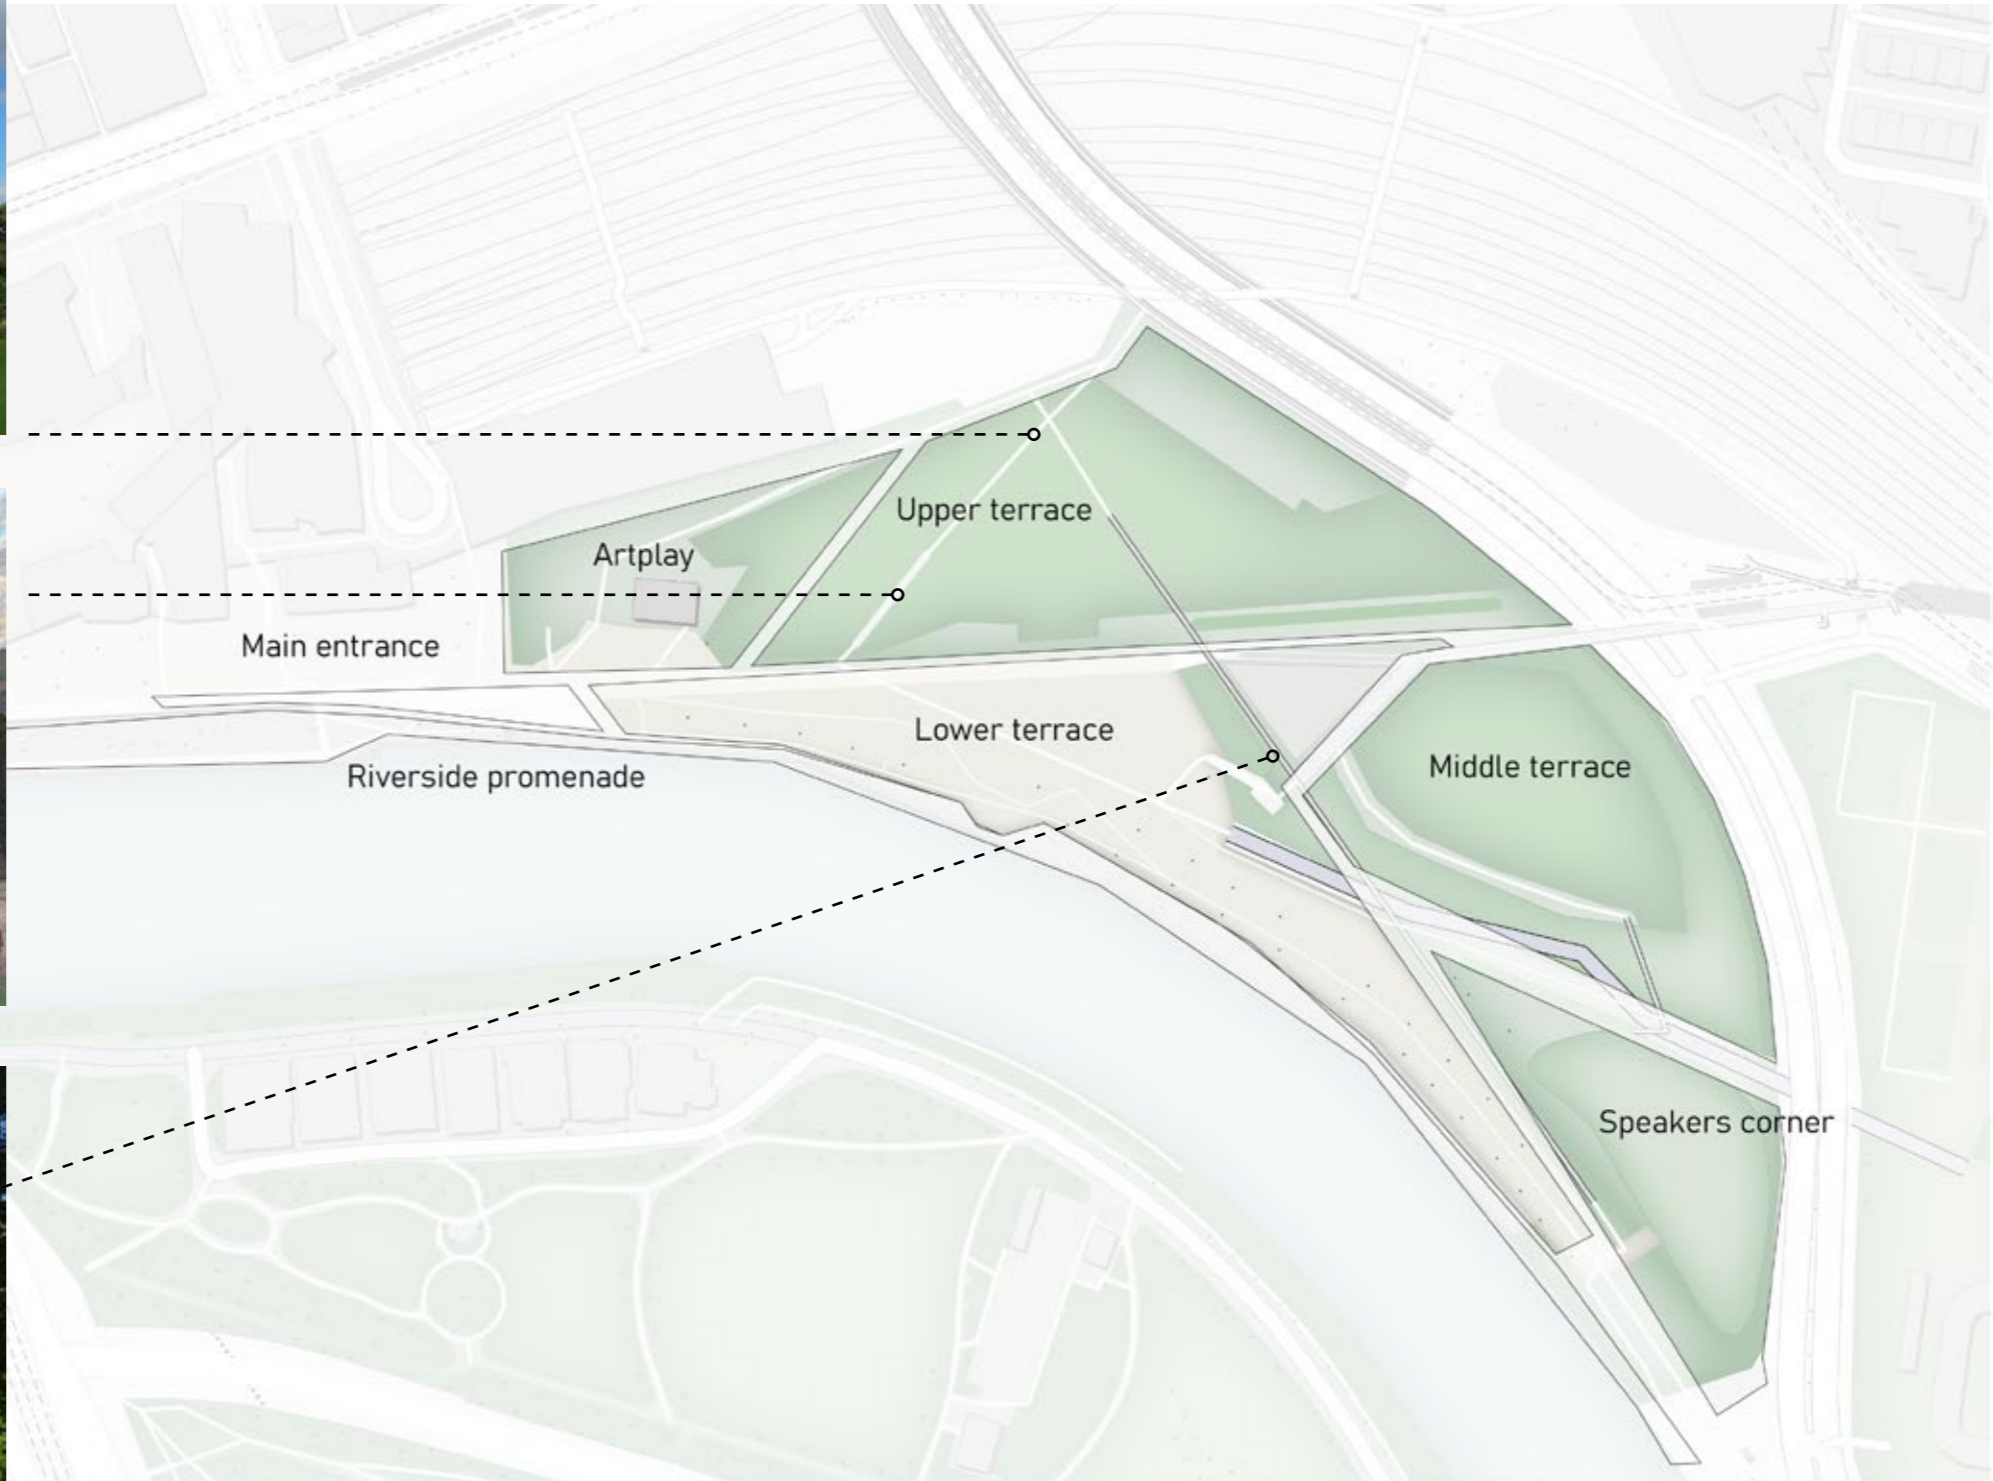 Upper terrace
Artplay
Main entrance
Lower terrace
Riverside promenade
Middle terrace
Speakers corner